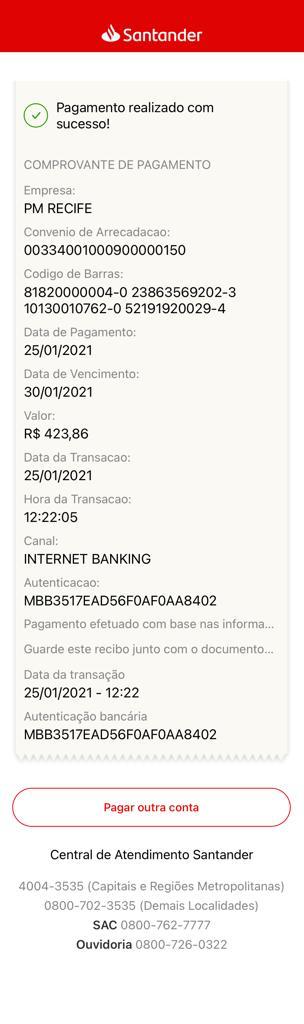 Santander
Pagamento realizado com
sucesso!
COMPROVANTE DE PAGAMENTO
Empresa:
PM RECIFE
Convenio de Arrecadacao:
00334001000900000150
Codigo de Barras:
81820000004-0 23863569202-3
10130010762-0 52191920029-4
Data de Pagamento:
25/01/2021
Data de Vencimento:
30/01/2021
Valor:
R$ 423,86
Data da Transacao:
25/01/2021
Hora da Transacao:
12:22:05
Canal:
INTERNET BANKING
Autenticacao:
MBB3517EAD56F0AF0AA8402
Pagamento efetuado com base nas informa...
Guarde este recibo junto com o documento...
Data da transação
25/01/2021 - 12:22
Autenticação bancária
MBB3517EAD56F0AF0AA8402
Pagar outra conta
Central de Atendimento Santander
4004-3535 (Capitais e Regiões Metropolitanas)
0800-702-3535 (Demais Localidades)
SAC 0800-762-7777
Ouvidoria 0800-726-0322